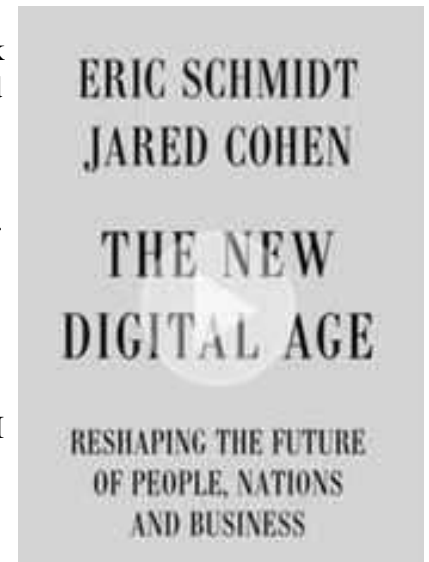 ERIC SCHMIDT
JARED COHEN
THE NEW
DIGITAL AGE
RESHAPING THE FUTURE
OF PEOPLE, NATIONS
AND BUSINESS